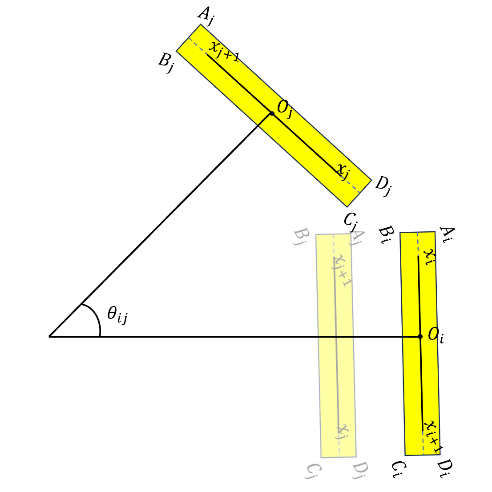 A_j
x_{j+1}
B_j
O_j
x_j
D_j
C_j
B_j
A_j
B_i
A_i
x_{j+1}
x_i
θ_{ij}
O_i
x_j
x_{i+1}
C_j
D_j
C_i
D_i